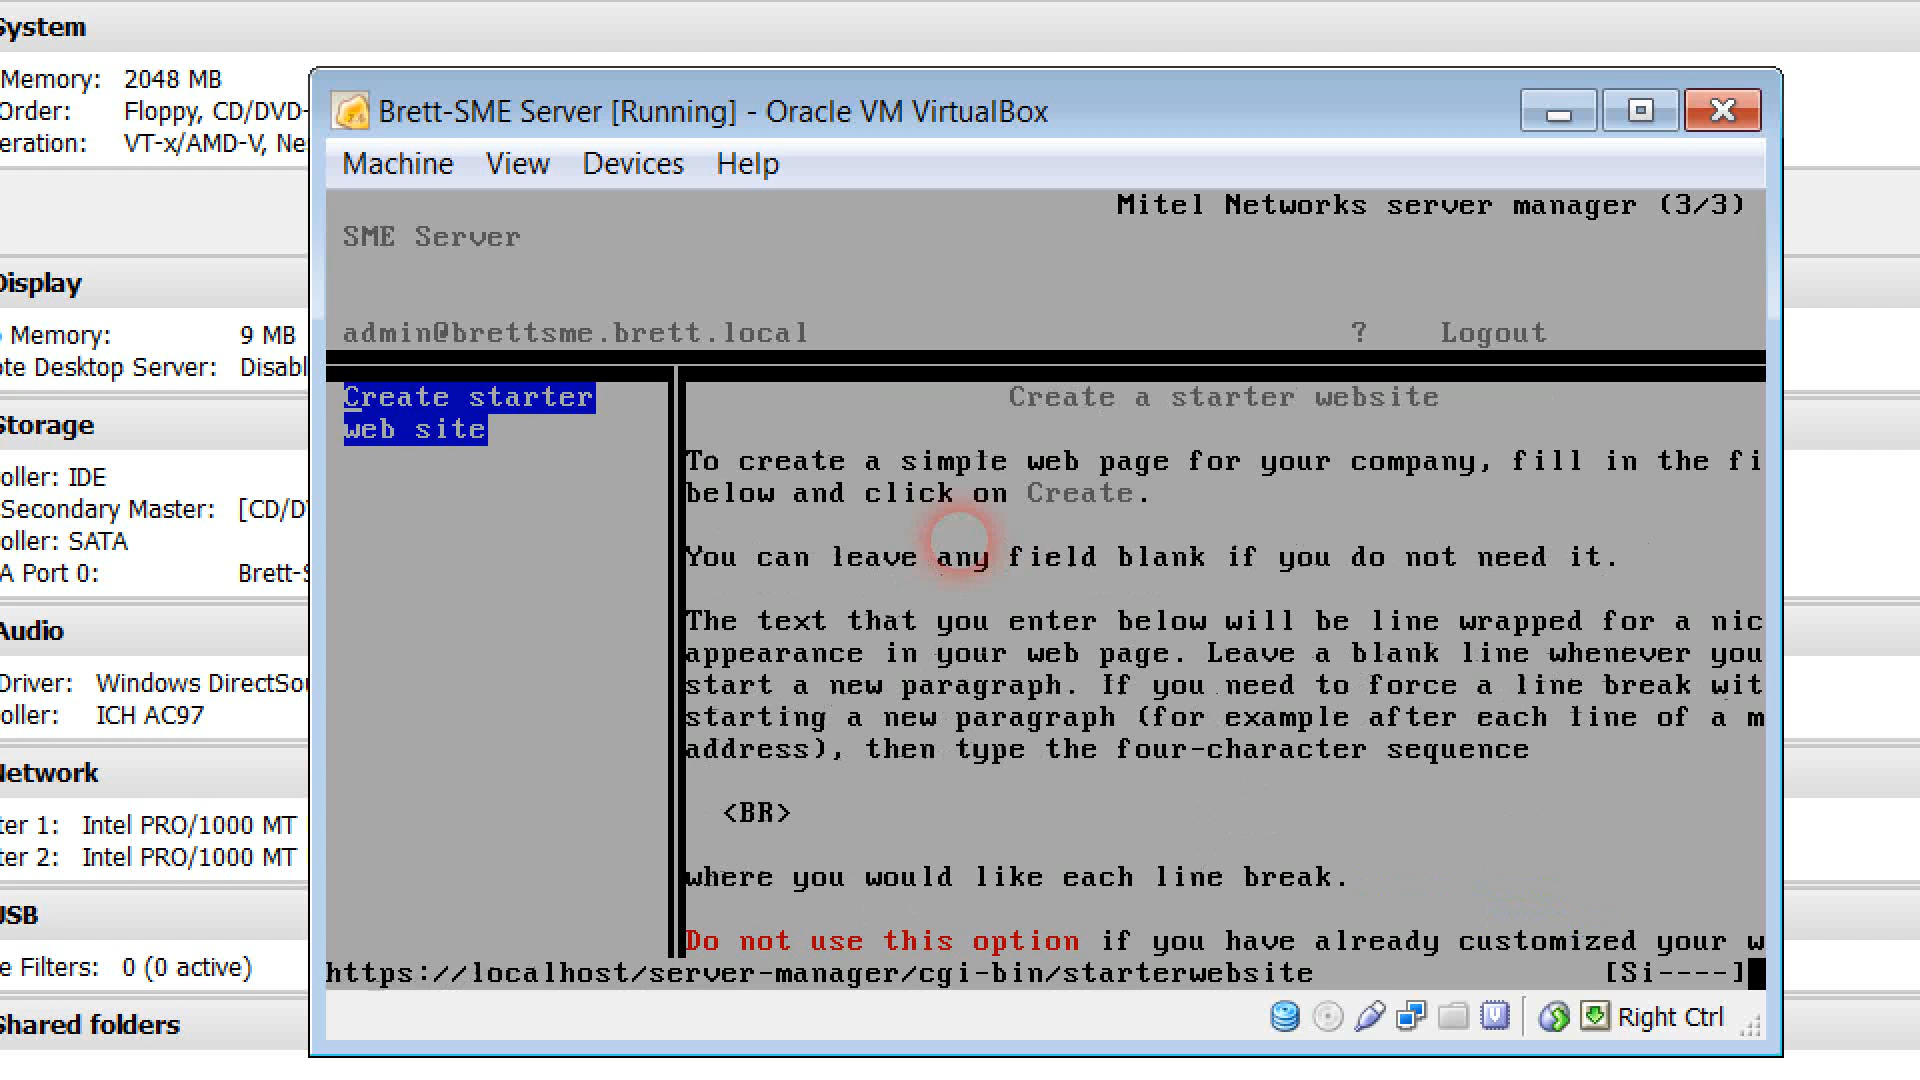 System
Memory: 2048 MB
Order: Floppy, CD/DVD-
eration: VT-x/AMD-V, Ne
Display
Memory: 9 MB
te Desktop Server: Disabl
Storage
oller: IDE
Secondary Master: [CD/D
oller: SATA
A Port 0: Brett-S
Audio
Driver: Windows DirectSou
oller: ICH AC97
Network
ter 1: Intel PRO/1000 MT
ter 2: Intel PRO/1000 MT
USB
e Filters: 0 (0 active)
Shared folders
Brett-SME Server [Running] - Oracle VM VirtualBox
Machine View Devices Help
Mitel Networks server manager (3/3)
SME Server
admin@brettsme.brett.local ? Logout
Create starter
web site
Create a starter website
To create a simple web page for your company, fill in the fi
below and click on Create.
You can leave any field blank if you do not need it.
The text that you enter below will be line wrapped for a nic
appearance in your web page. Leave a blank line whenever you
start a new paragraph. If you need to force a line break wit
starting a new paragraph (for example after each line of a m
address), then type the four-character sequence
<BR>
where you would like each line break.
Do not use this option if you have already customized your w
https://localhost/server-manager/cgi-bin/starterwebsite [Si----]
Right Ctrl